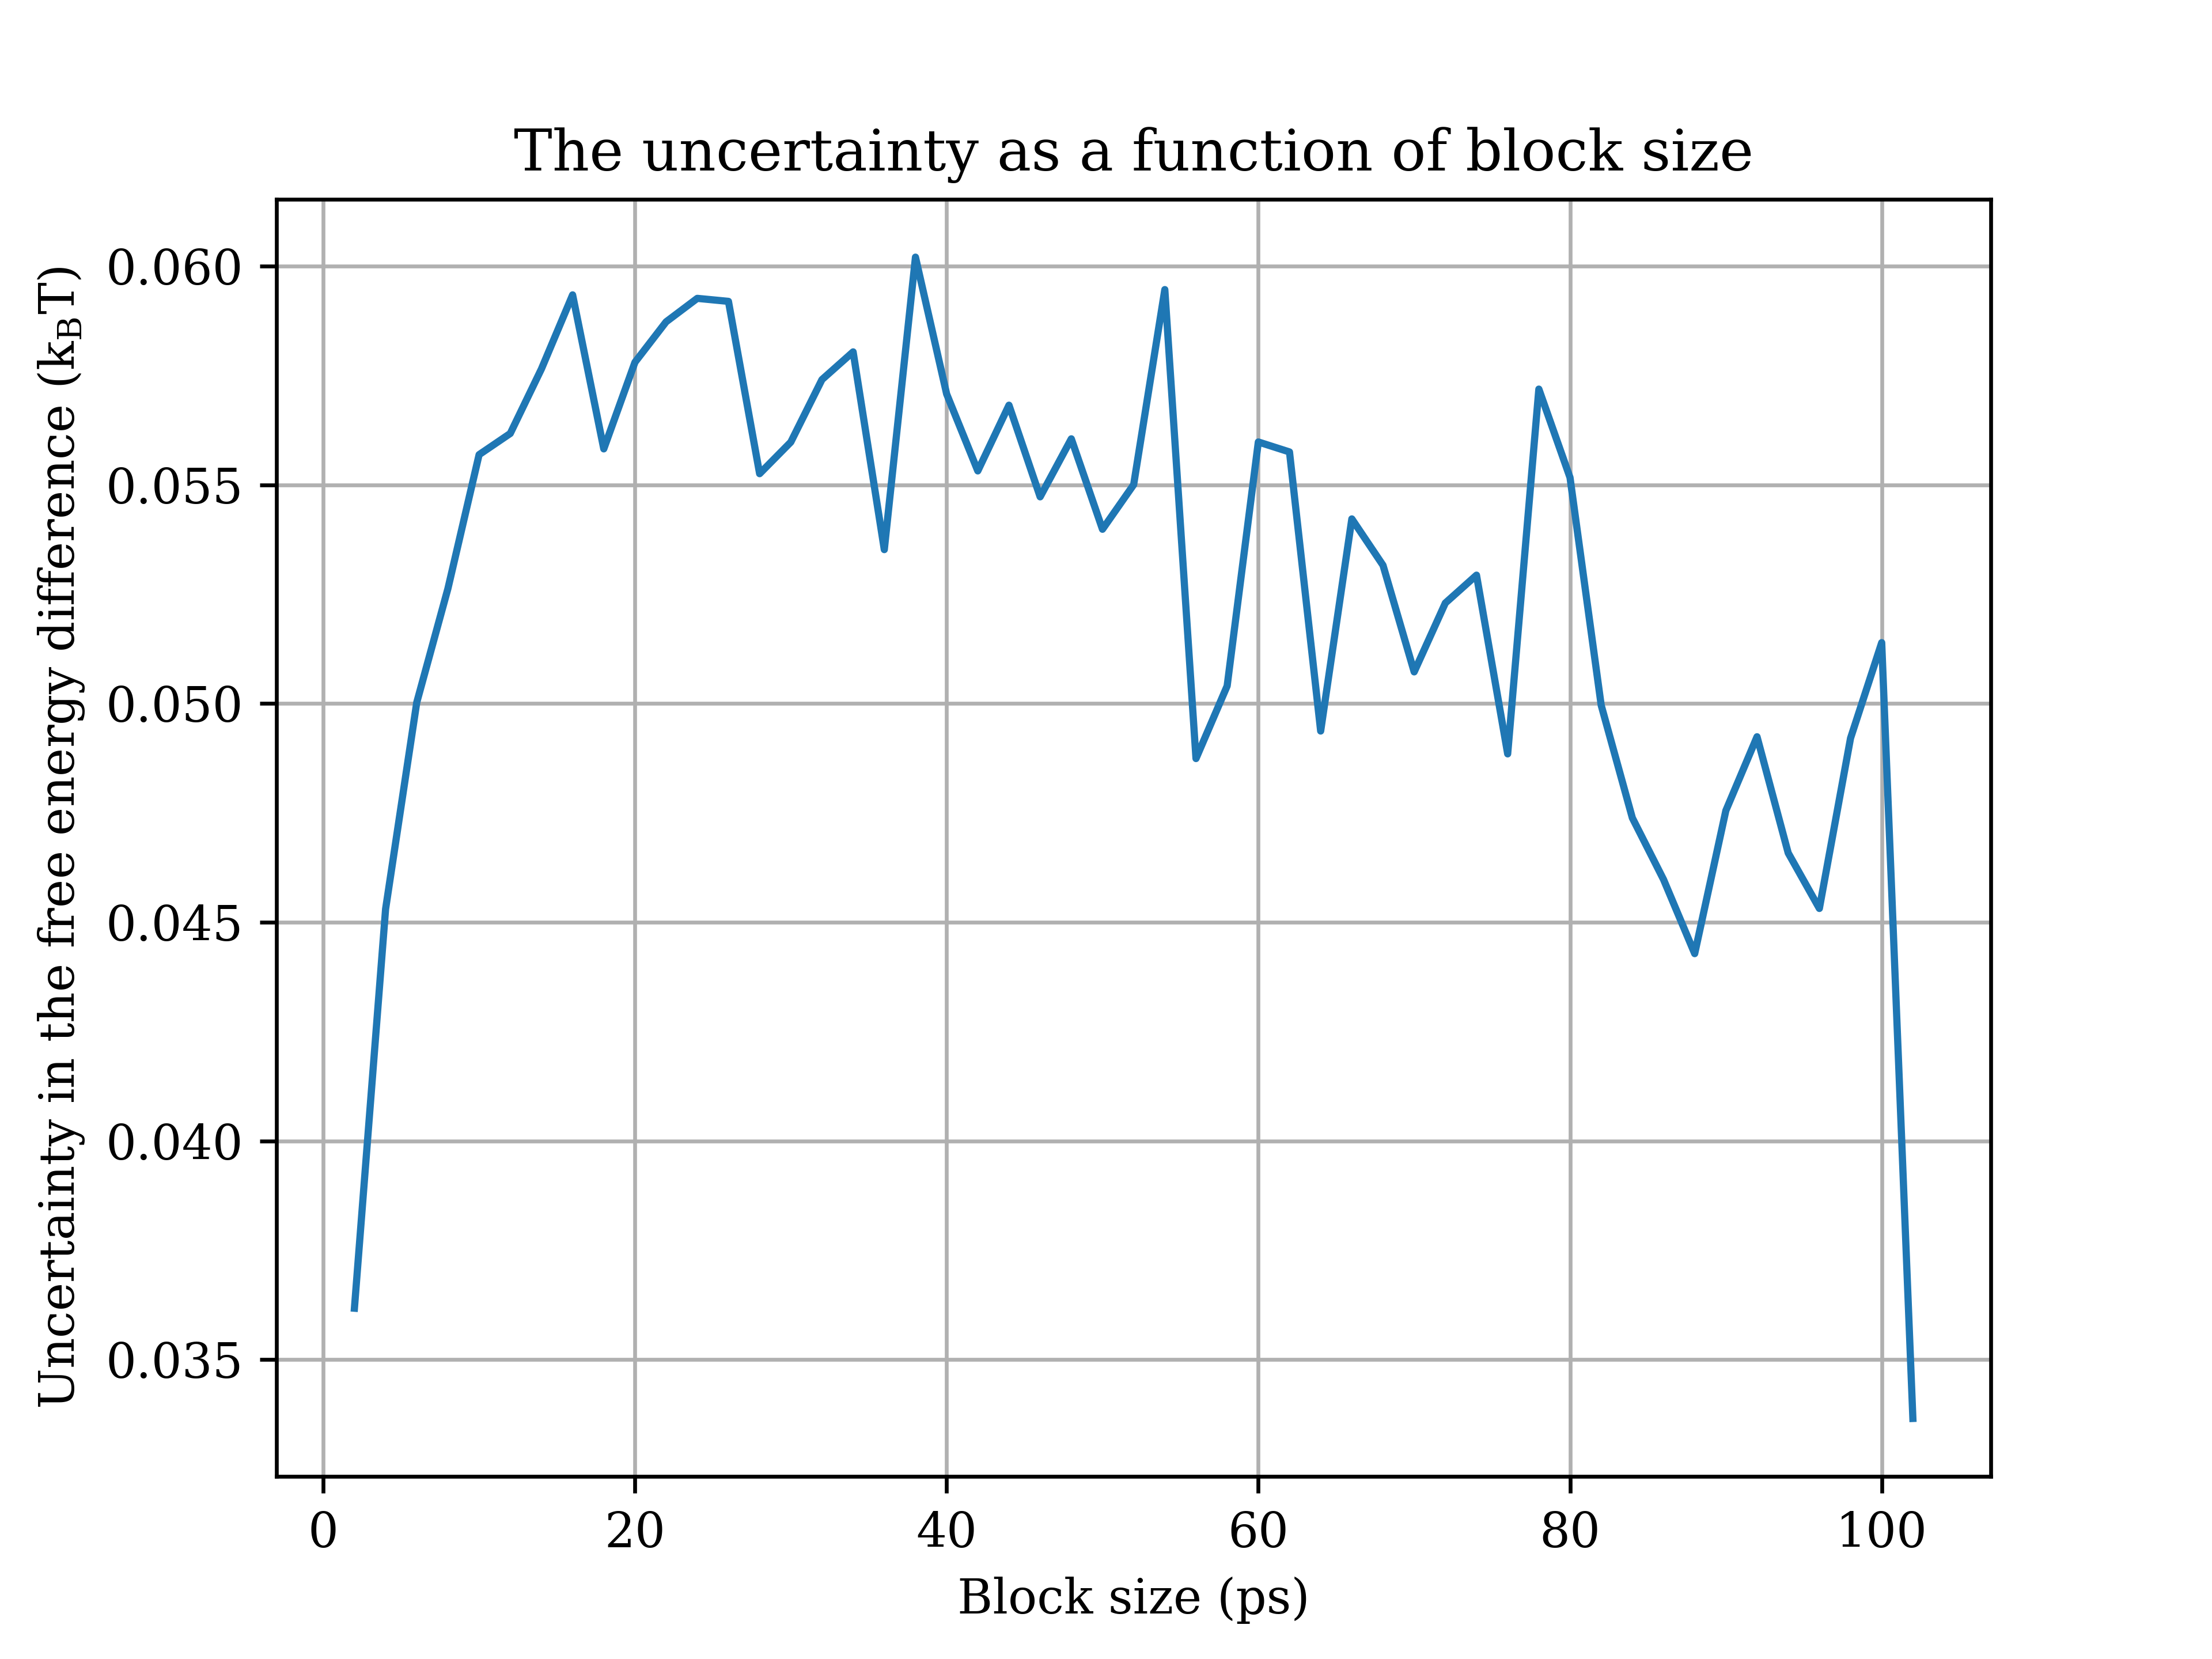 The uncertainty as a function of block size
Uncertainty in the free energy difference (k_BT)
0.060
0.055
0.050
0.045
0.040
0.035
0 20 40 60 80 100
Block size (ps)